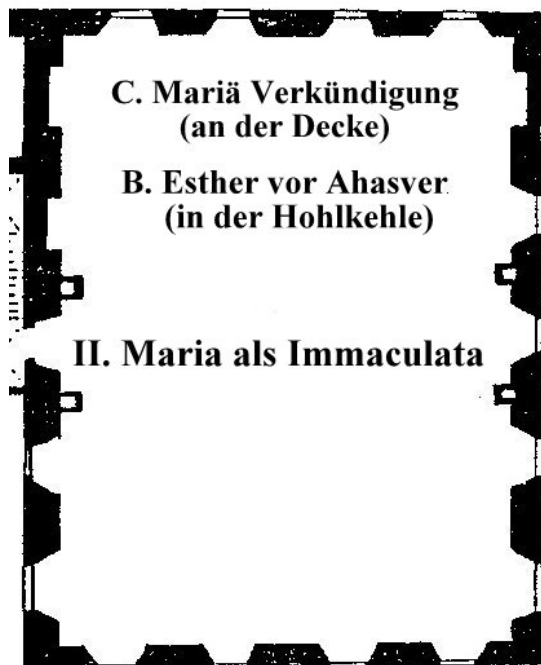 C. Mariä Verkündigung
(an der Decke)
B. Esther vor Ahasver
(in der Hohlkehle)
II. Maria als Immaculata